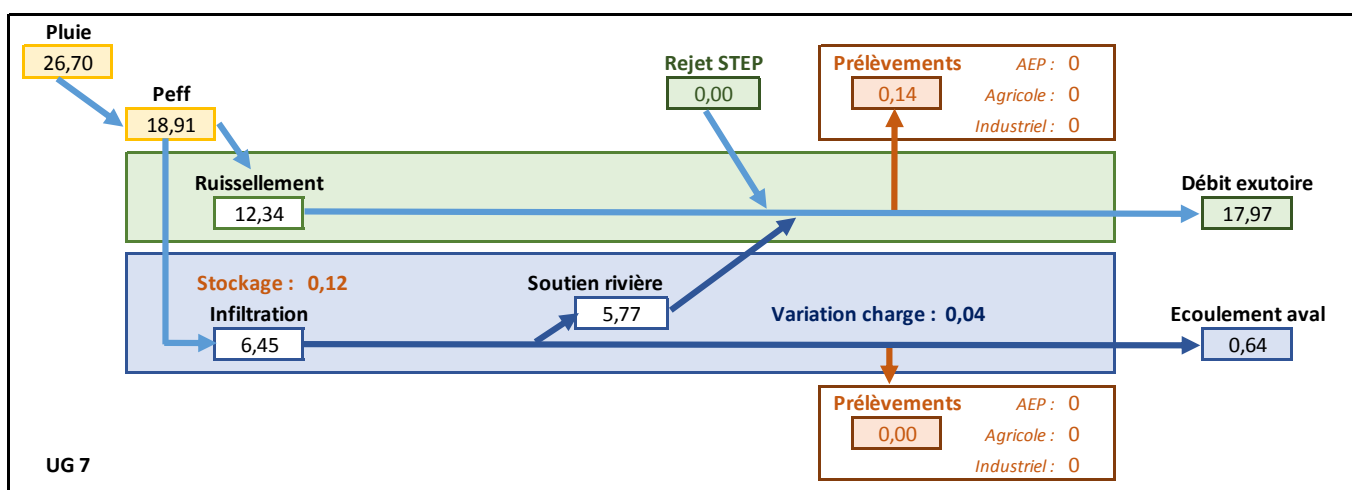 Pluie
26,70
Peff
18,91
Rejet STEP
0,00
Prélèvements
0,14
AEP : 0
Agricole : 0
Industriel : 0
Ruissellement
12,34
Débit exutoire
17,97
Stockage : 0,12
Infiltration
6,45
Soutien rivière
5,77
Variation charge : 0,04
Ecoulement aval
0,64
Prélèvements
0,00
AEP : 0
Agricole : 0
Industriel : 0
UG 7